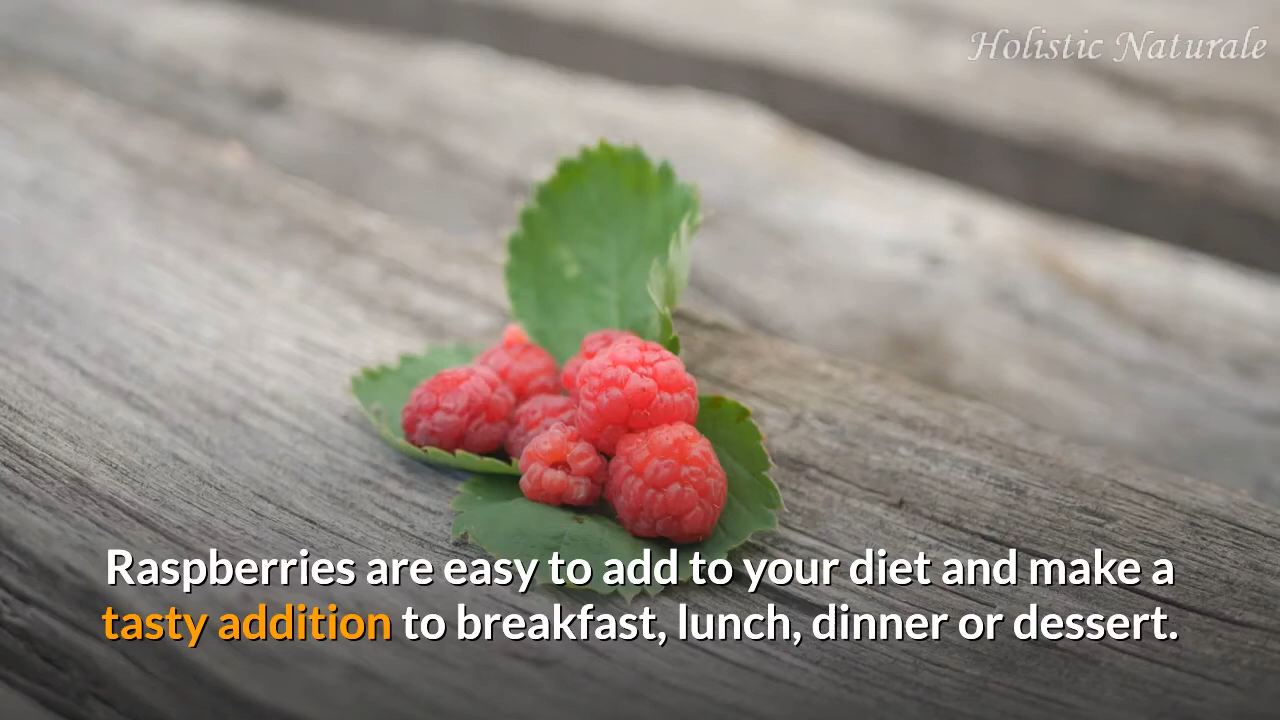 Holistic Naturale
Raspberries are easy to add to your diet and make a
tasty addition to breakfast, lunch, dinner or dessert.